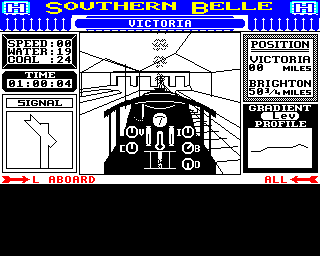 H SOUTHERN BELLE H
VICTORIA
SPEED:00
WATER:19
COAL :24
TIME
01:00:04
SIGNAL
POSITION
VICTORIA
00 MILES
BRIGHTON
50¾ MILES
GRADIENT
Lev
PROFILE
7
V I
C B
D
L ABOARD ALL